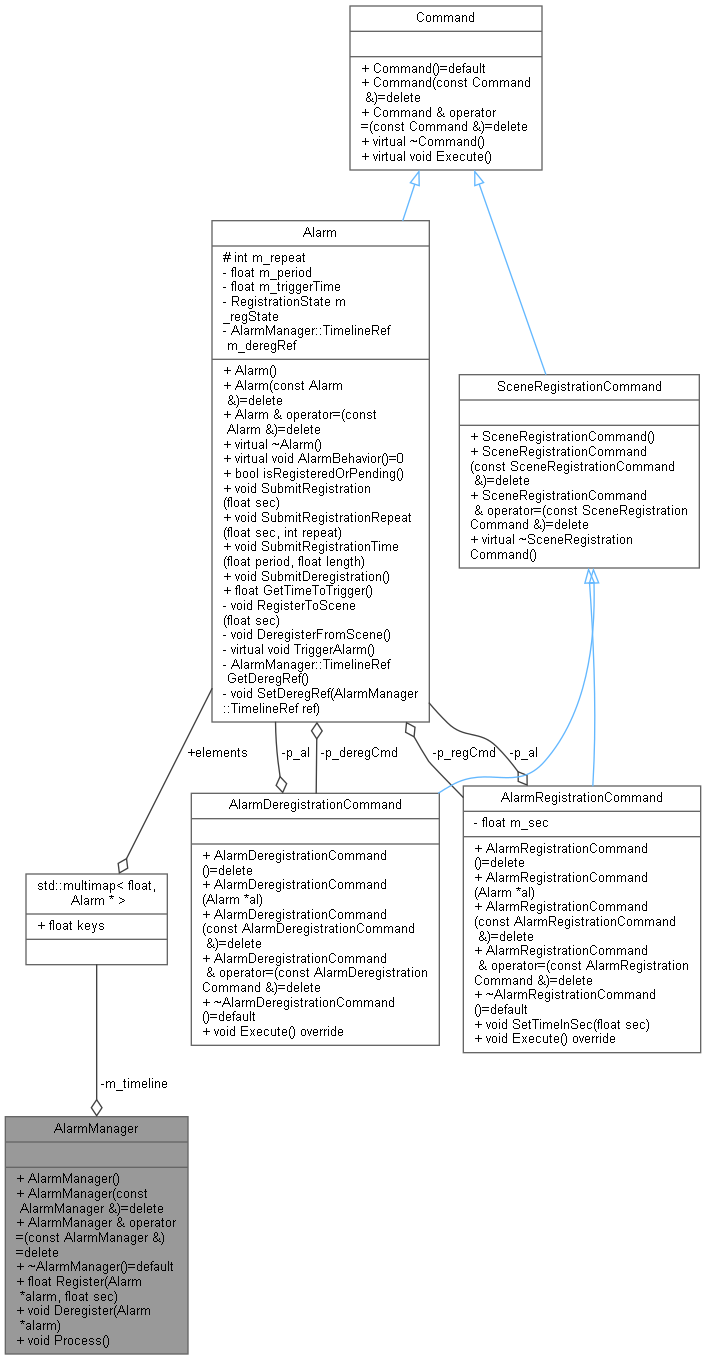 Command
+ Command()=default
+ Command(const Command
&)=delete
+ Command & operator
=(const Command &)=delete
+ virtual ~Command()
+ virtual void Execute()
Alarm
# int m_repeat
- float m_period
- float m_triggerTime
- RegistrationState m
_regState
- AlarmManager::TimelineRef
m_deregRef
+ Alarm()
+ Alarm(const Alarm
&)=delete
+ Alarm & operator=(const
Alarm &)=delete
+ virtual ~Alarm()
+ virtual void AlarmBehavior()=0
+ bool isRegisteredOrPending()
+ void SubmitRegistration
(float sec)
+ void SubmitRegistrationRepeat
(float sec, int repeat)
+ void SubmitRegistrationTime
(float period, float length)
+ void SubmitDeregistration()
+ float GetTimeToTrigger()
- void RegisterToScene
(float sec)
- void DeregisterFromScene()
- virtual void TriggerAlarm()
- AlarmManager::TimelineRef
GetDeregRef()
- void SetDeregRef(AlarmManager
::TimelineRef ref)
SceneRegistrationCommand
+ SceneRegistrationCommand()
+ SceneRegistrationCommand
(const SceneRegistrationCommand
&)=delete
+ SceneRegistrationCommand
& operator=(const SceneRegistration
Command &)=delete
+ virtual ~SceneRegistration
Command()
+elements
-p_al
-p_deregCmd
-p_regCmd
-p_al
AlarmDeregistrationCommand
+ AlarmDeregistrationCommand
()=delete
+ AlarmDeregistrationCommand
(Alarm *al)
+ AlarmDeregistrationCommand
(const AlarmDeregistrationCommand
&)=delete
+ AlarmDeregistrationCommand
& operator=(const AlarmDeregistration
Command &)=delete
+ ~AlarmDeregistrationCommand
()=default
+ void Execute() override
AlarmRegistrationCommand
- float m_sec
+ AlarmRegistrationCommand
()=delete
+ AlarmRegistrationCommand
(Alarm *al)
+ AlarmRegistrationCommand
(const AlarmRegistrationCommand
&)=delete
+ AlarmRegistrationCommand
& operator=(const AlarmRegistration
Command &)=delete
+ ~AlarmRegistrationCommand
()=default
+ void SetTimeInSec(float sec)
+ void Execute() override
std::multimap< float,
Alarm * >
+ float keys
-m_timeline
AlarmManager
+ AlarmManager()
+ AlarmManager(const
AlarmManager &)=delete
+ AlarmManager & operator
=(const AlarmManager &)
=delete
+ ~AlarmManager()=default
+ float Register(Alarm
*alarm, float sec)
+ void Deregister(Alarm
*alarm)
+ void Process()